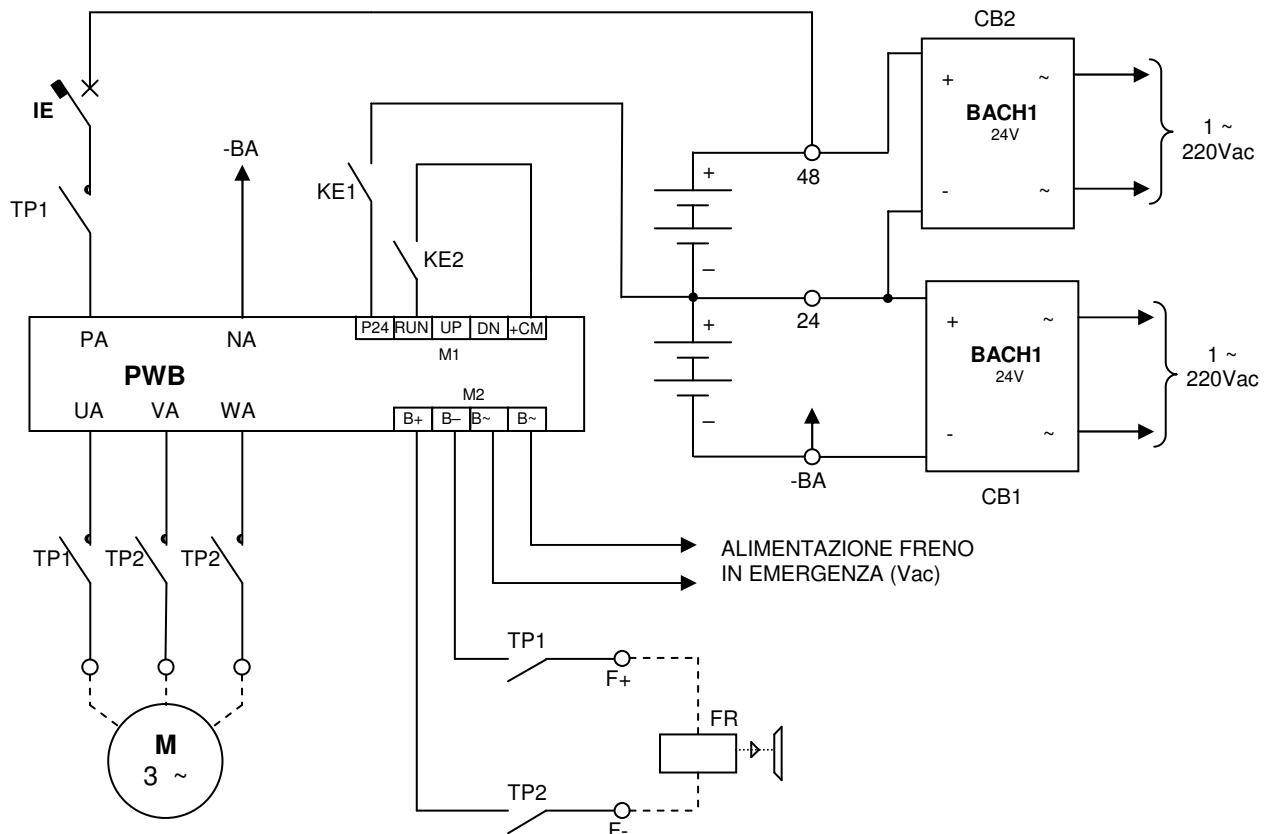 CB2
+ ~
BACH1
24V
- ~
1 ~
220Vac
IE
-BA
48
+
KE1
TP1
KE2
–
24
+ ~
BACH1
24V
- ~
1 ~
220Vac
CB1
+
–
-BA
PA NA
P24 RUN UP DN +CM
M1
PWB
M2
UA VA WA
B+ B– B~ B~
TP1 TP2 TP2
ALIMENTAZIONE FRENO
IN EMERGENZA (Vac)
TP1
F+
FR
M
3 ~
TP2
F-